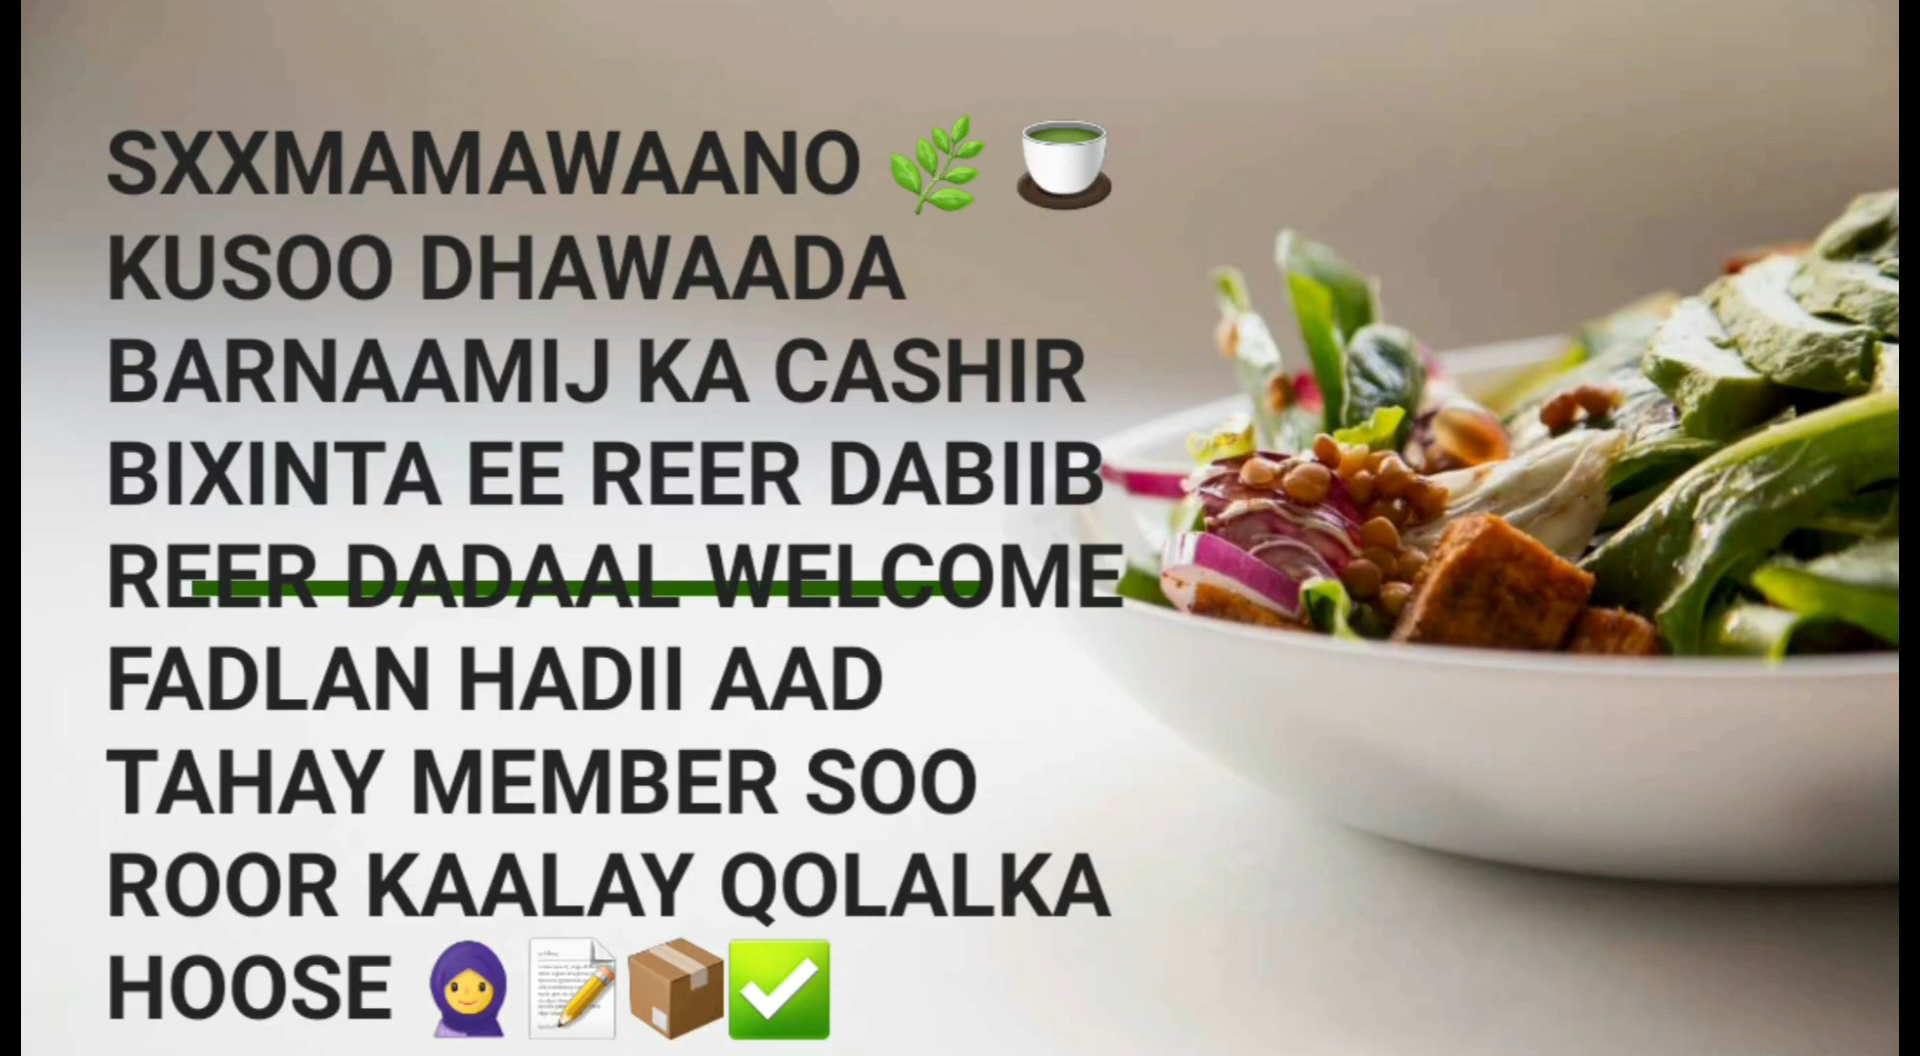 SXXMAMAWAANO 🌿 🍵
KUSOO DHAWAADA
BARNAAMIJ KA CASHIR
BIXINTA EE REER DABIIB
REER DADAAL WELCOME
FADLAN HADII AAD
TAHAY MEMBER SOO
ROOR KAALAY QOLALKA
HOOSE 🧕📝📦✅